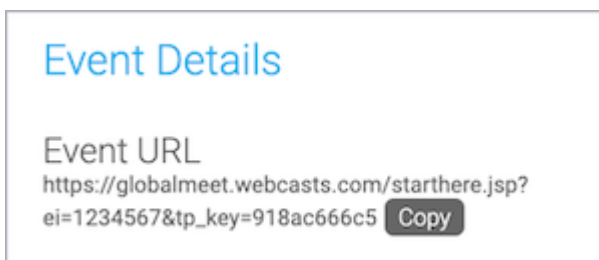 Event Details
Event URL
https://globalmeet.webcasts.com/starthere.jsp?
ei=1234567&tp_key=918ac666c5 Copy